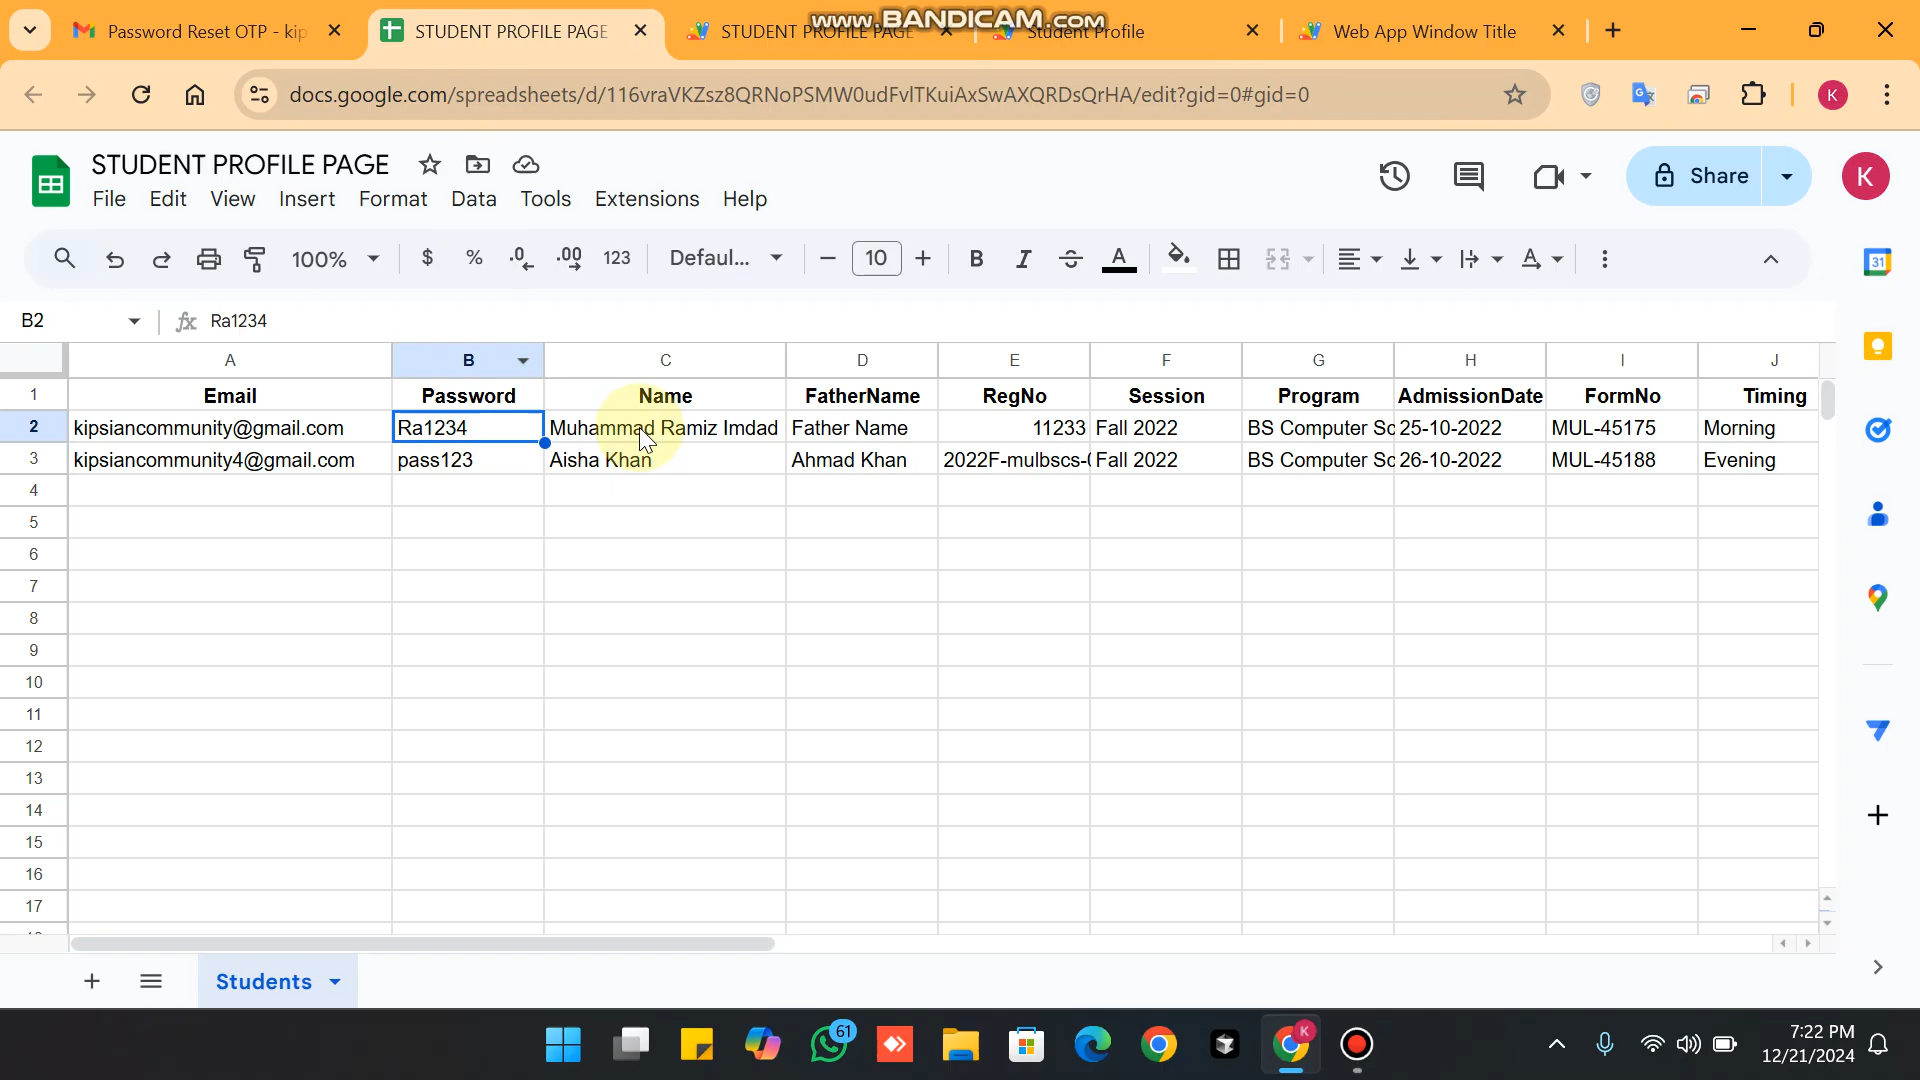 Password Reset OTP - kip
STUDENT PROFILE PAGE
STUDENT PROFILE PAGE
Student Profile
Web App Window Title
www.BANDICAM.com
docs.google.com/spreadsheets/d/116vraVKZsz8QRNoPSMW0udFvlTKuiAxSwAXQRDsQrHA/edit?gid=0#gid=0
K
STUDENT PROFILE PAGE
File Edit View Insert Format Data Tools Extensions Help
Share
K
100% $ % .0 .00 123 Defaul... 10 B I A A
31
B2 fx Ra1234
A B C D E F G H I J
1 Email Password Name FatherName RegNo Session Program AdmissionDate FormNo Timing
2 kipsiancommunity@gmail.com Ra1234 Muhammad Ramiz Imdad Father Name 11233 Fall 2022 BS Computer Sc 25-10-2022 MUL-45175 Morning
3 kipsiancommunity4@gmail.com pass123 Aisha Khan Ahmad Khan 2022F-mulbscs-( Fall 2022 BS Computer Sc 26-10-2022 MUL-45188 Evening
4
5
6
7
8
9
10
11
12
13
14
15
16
17
Students
61
K
7:22 PM
12/21/2024